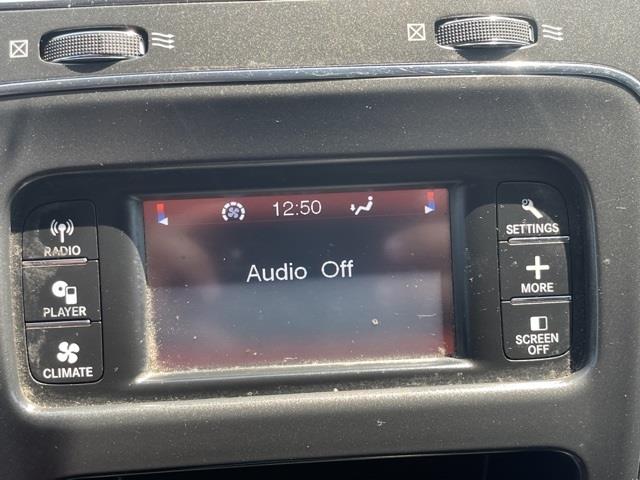 12:50
Audio Off
RADIO
PLAYER
CLIMATE
SETTINGS
MORE
SCREEN
OFF